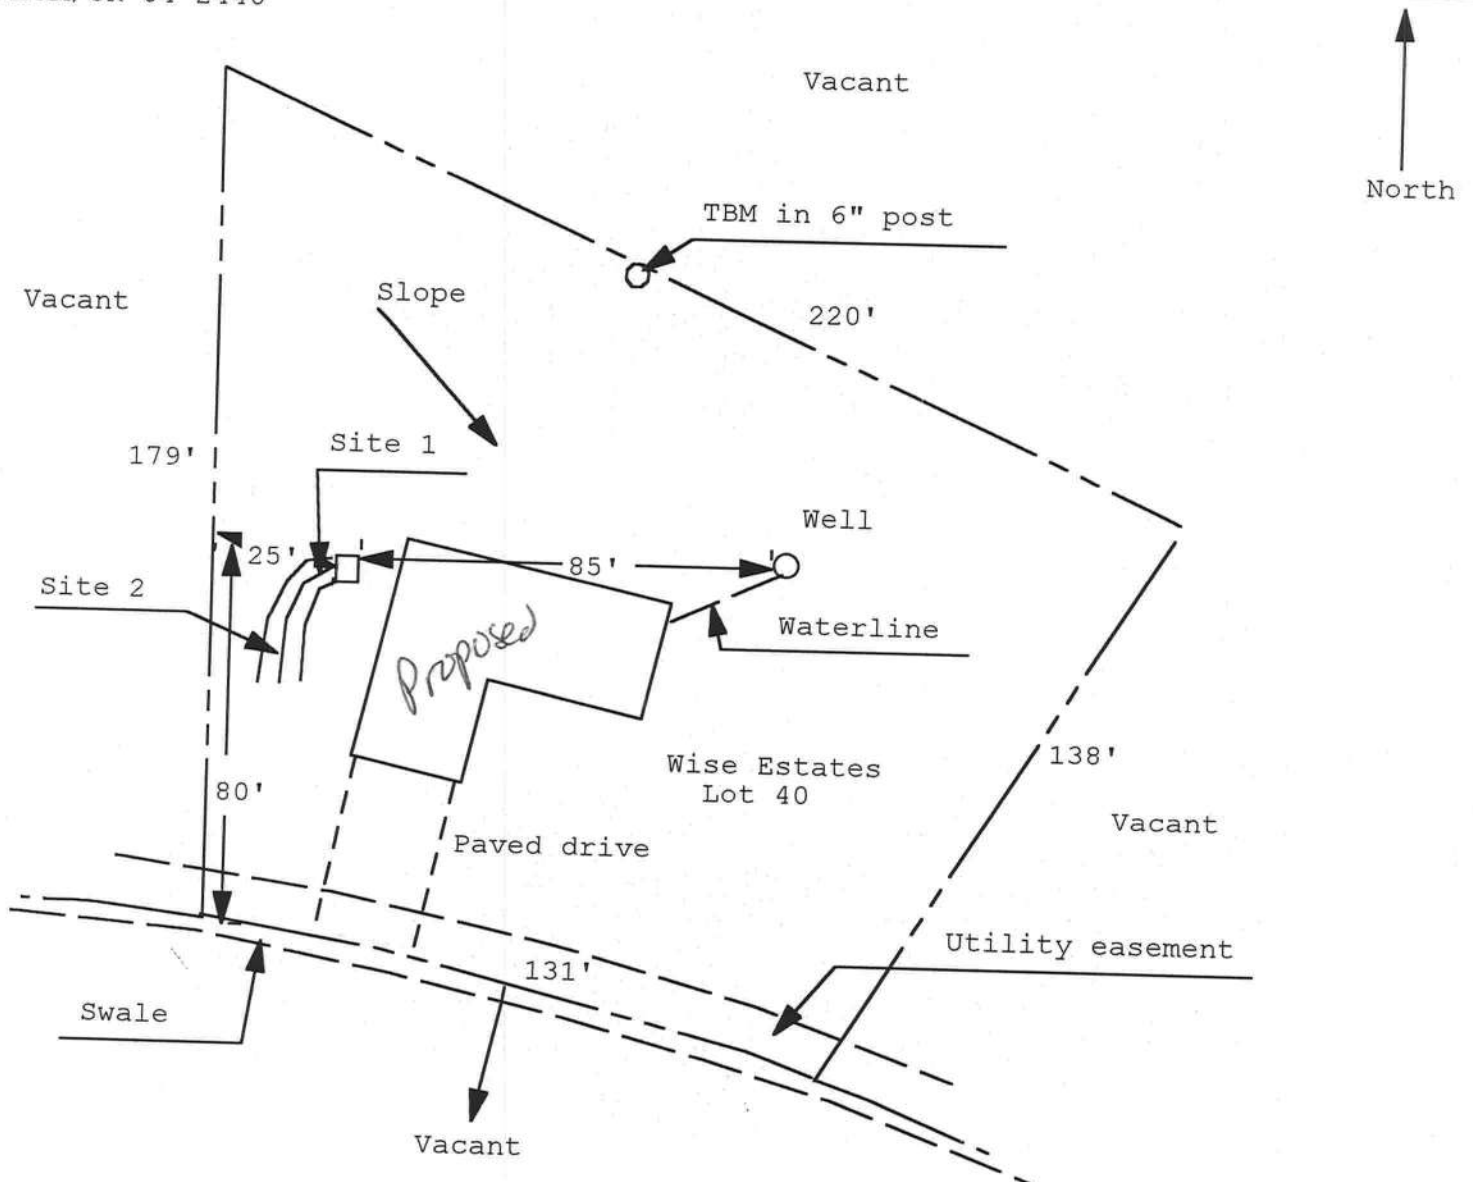 Vacant
North
TBM in 6" post
Vacant
Slope
220'
Site 1
179'
Well
25'
85'
Site 2
Waterline
Proposed
138'
Wise Estates
Lot 40
80'
Vacant
Paved drive
Utility easement
131'
Swale
Vacant